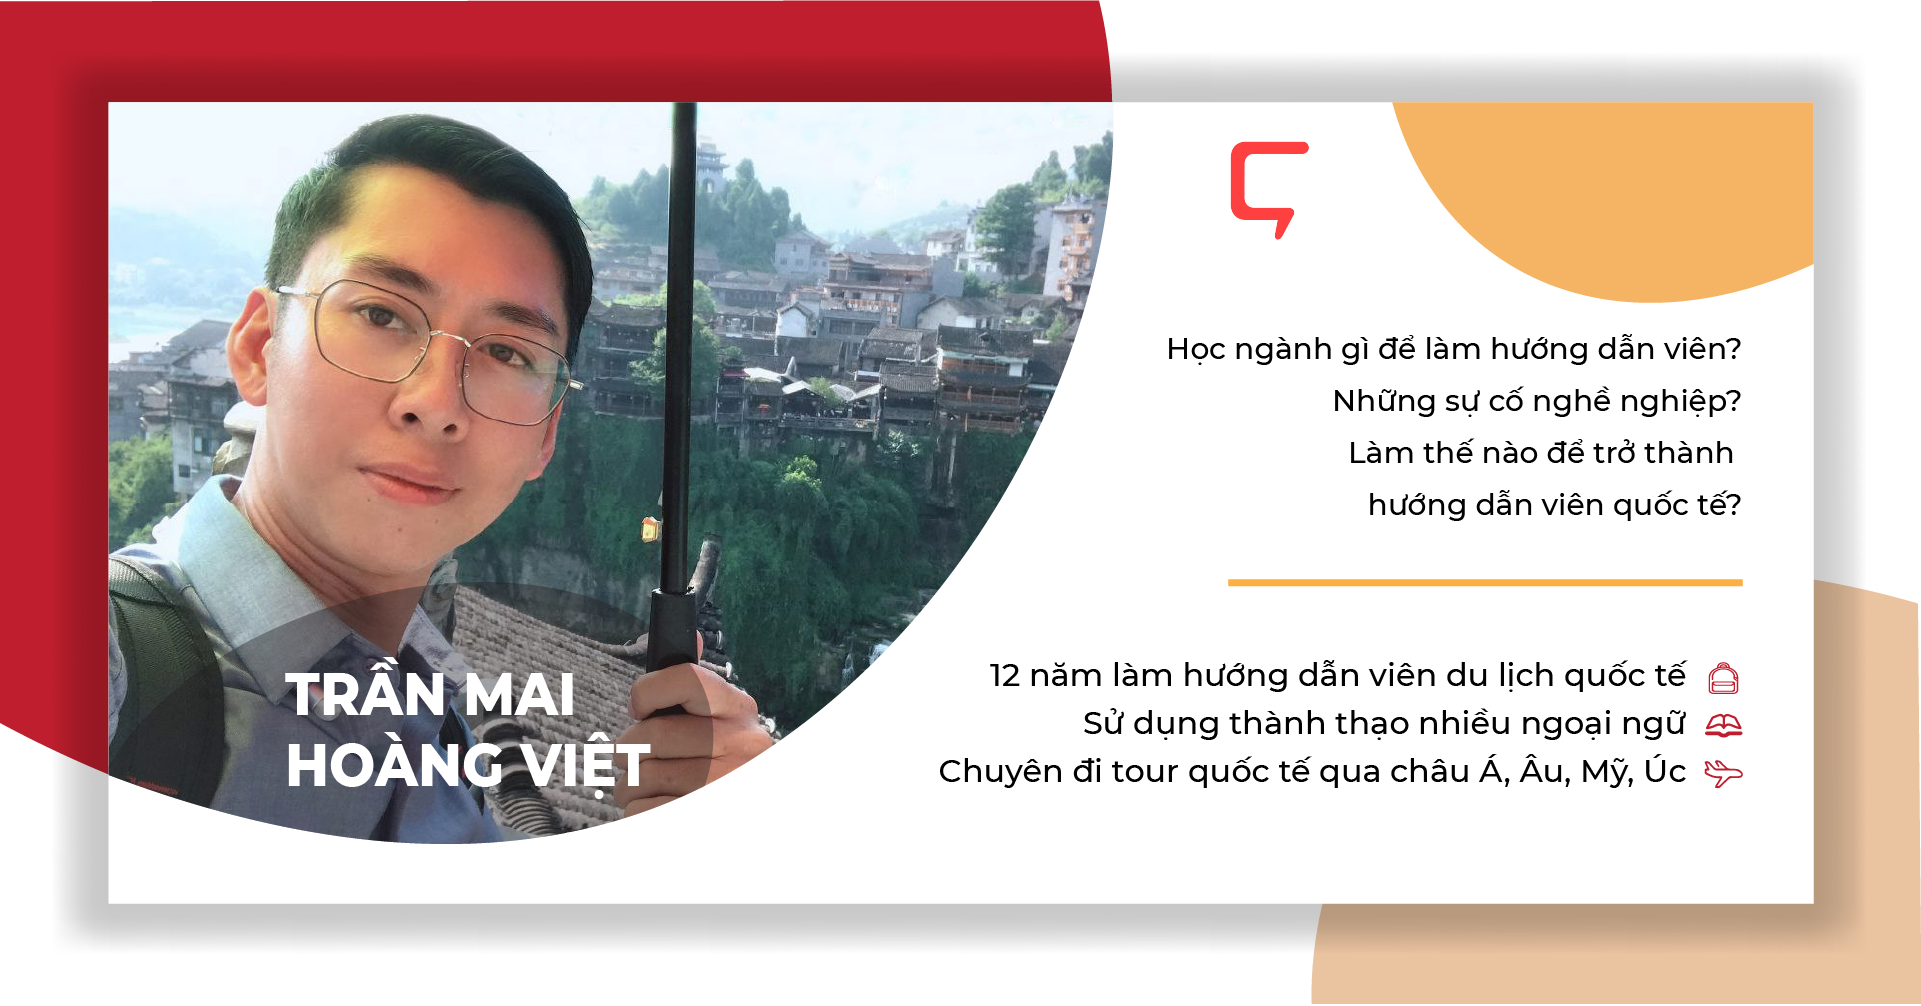 Học ngành gì để làm hướng dẫn viên?
Những sự cố nghề nghiệp?
Làm thế nào để trở thành
hướng dẫn viên quốc tế?
12 năm làm hướng dẫn viên du lịch quốc tế
Sử dụng thành thạo nhiều ngoại ngữ
Chuyên đi tour quốc tế qua châu Á, Âu, Mỹ, Úc
TRẦN MAI
HOÀNG VIỆT